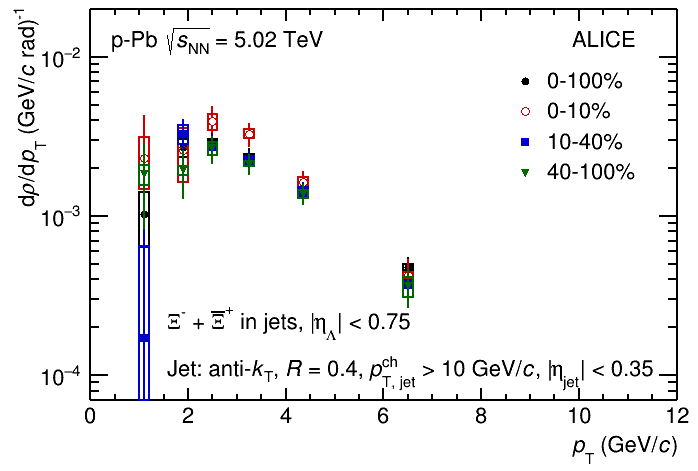 p-Pb √s_NN = 5.02 TeV
ALICE
0-100%
0-10%
10-40%
40-100%
dρ/dp_T (GeV/c rad)^-1
10^-2
10^-3
10^-4
Ξ^- + Ξ̅^+ in jets, |η_Λ| < 0.75
Jet: anti-k_T, R = 0.4, p_T, jet^ch > 10 GeV/c, |η_jet| < 0.35
0 2 4 6 8 10 12
p_T (GeV/c)